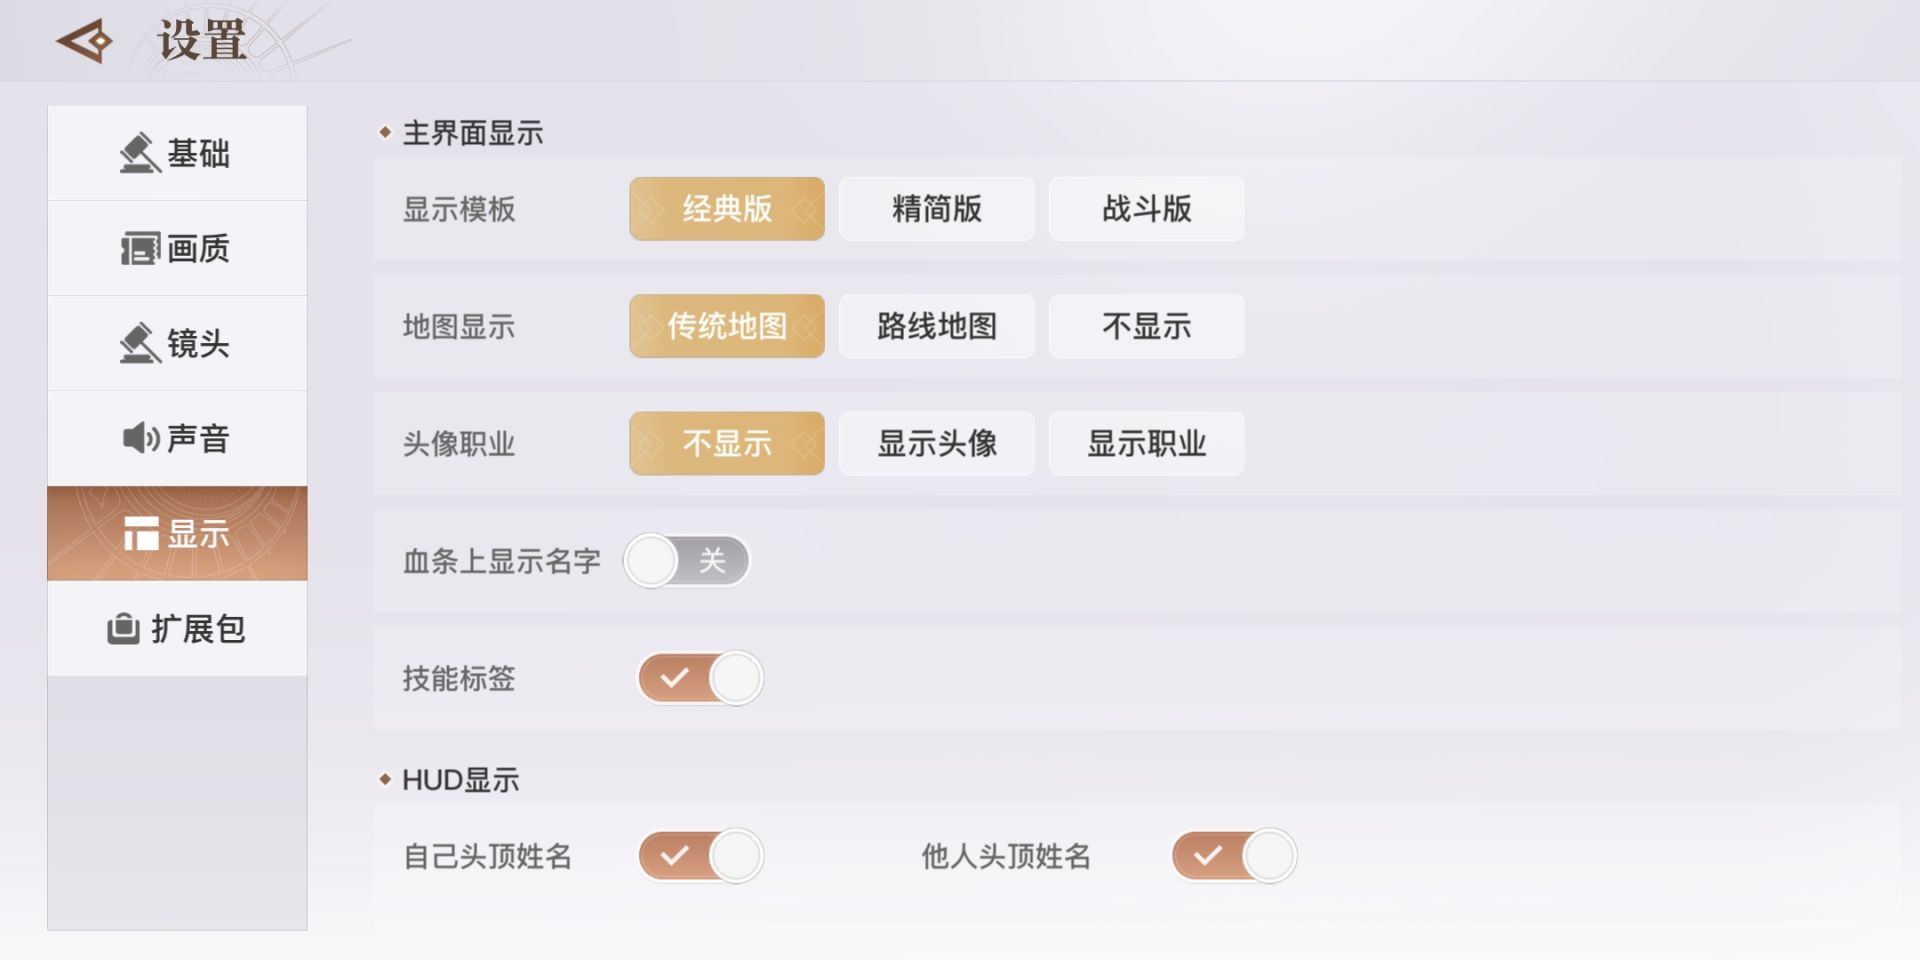 设置
基础
画质
镜头
声音
显示
扩展包
主界面显示
显示模板 经典版 精简版 战斗版
地图显示 传统地图 路线地图 不显示
头像职业 不显示 显示头像 显示职业
血条上显示名字 关
技能标签
HUD显示
自己头顶姓名 他人头顶姓名